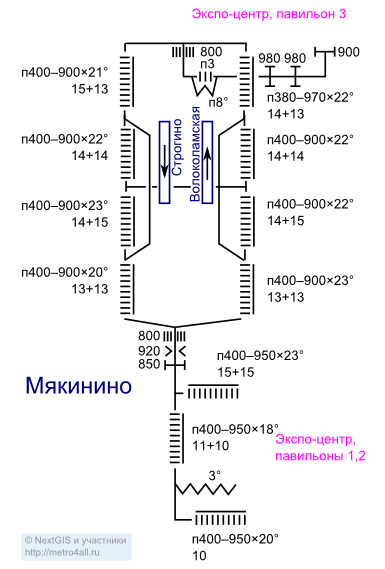 Экспо-центр, павильон 3
800
п3
980 980
900
п400–900×21°
15+13
п8°
п380–970×22°
14+13
п400–900×22°
14+14
Строгино
Волоколамская
п400–900×22°
14+14
п400–900×23°
14+15
п400–900×22°
14+15
п400–900×20°
13+13
п400–900×23°
13+13
800
920
850
п400–950×23°
15+15
Мякинино
п400–950×18°
11+10
Экспо-центр,
павильоны 1,2
3°
п400–950×20°
10
© NextGIS и участники
http://metro4all.ru